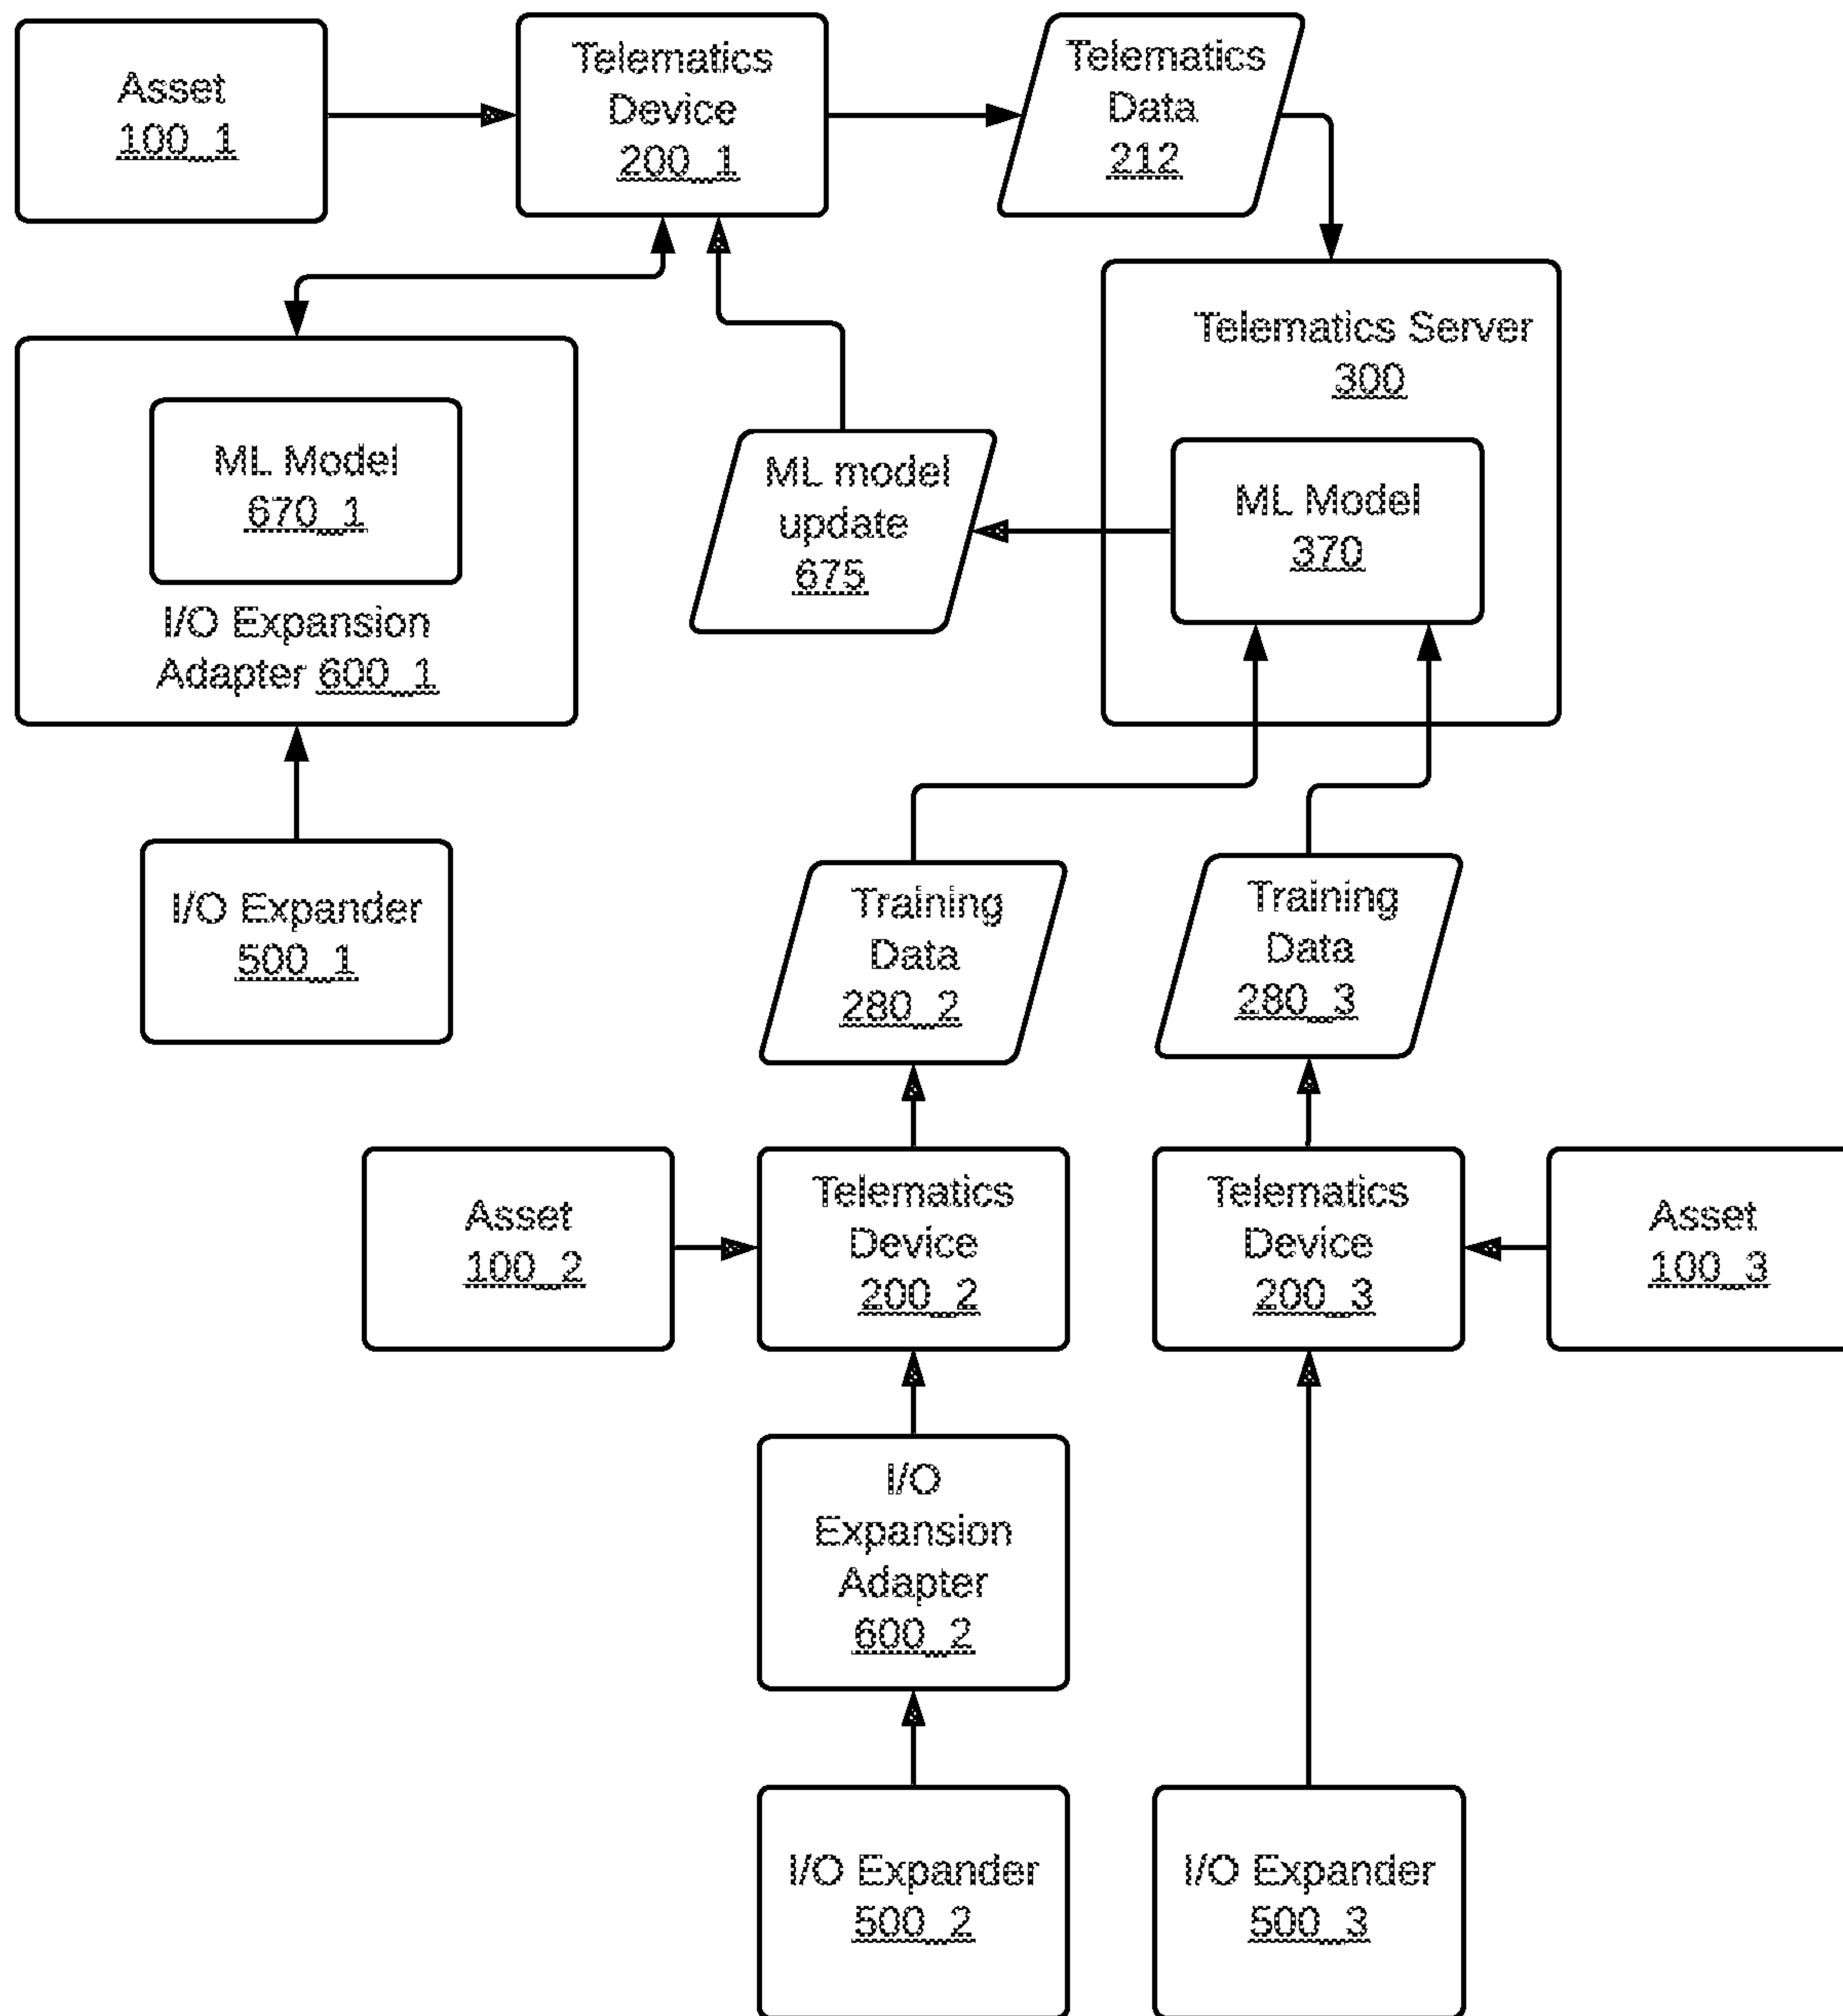 Asset
100_1
Telematics
Device
200_1
Telematics
Data
212
Telematics Server
300
ML Model
370
ML Model
670_1
I/O Expansion
Adapter 600_1
ML model
update
675
I/O Expander
500_1
Training
Data
280_2
Training
Data
280_3
Asset
100_2
Telematics
Device
200_2
Telematics
Device
200_3
Asset
100_3
I/O
Expansion
Adapter
600_2
I/O Expander
500_2
I/O Expander
500_3